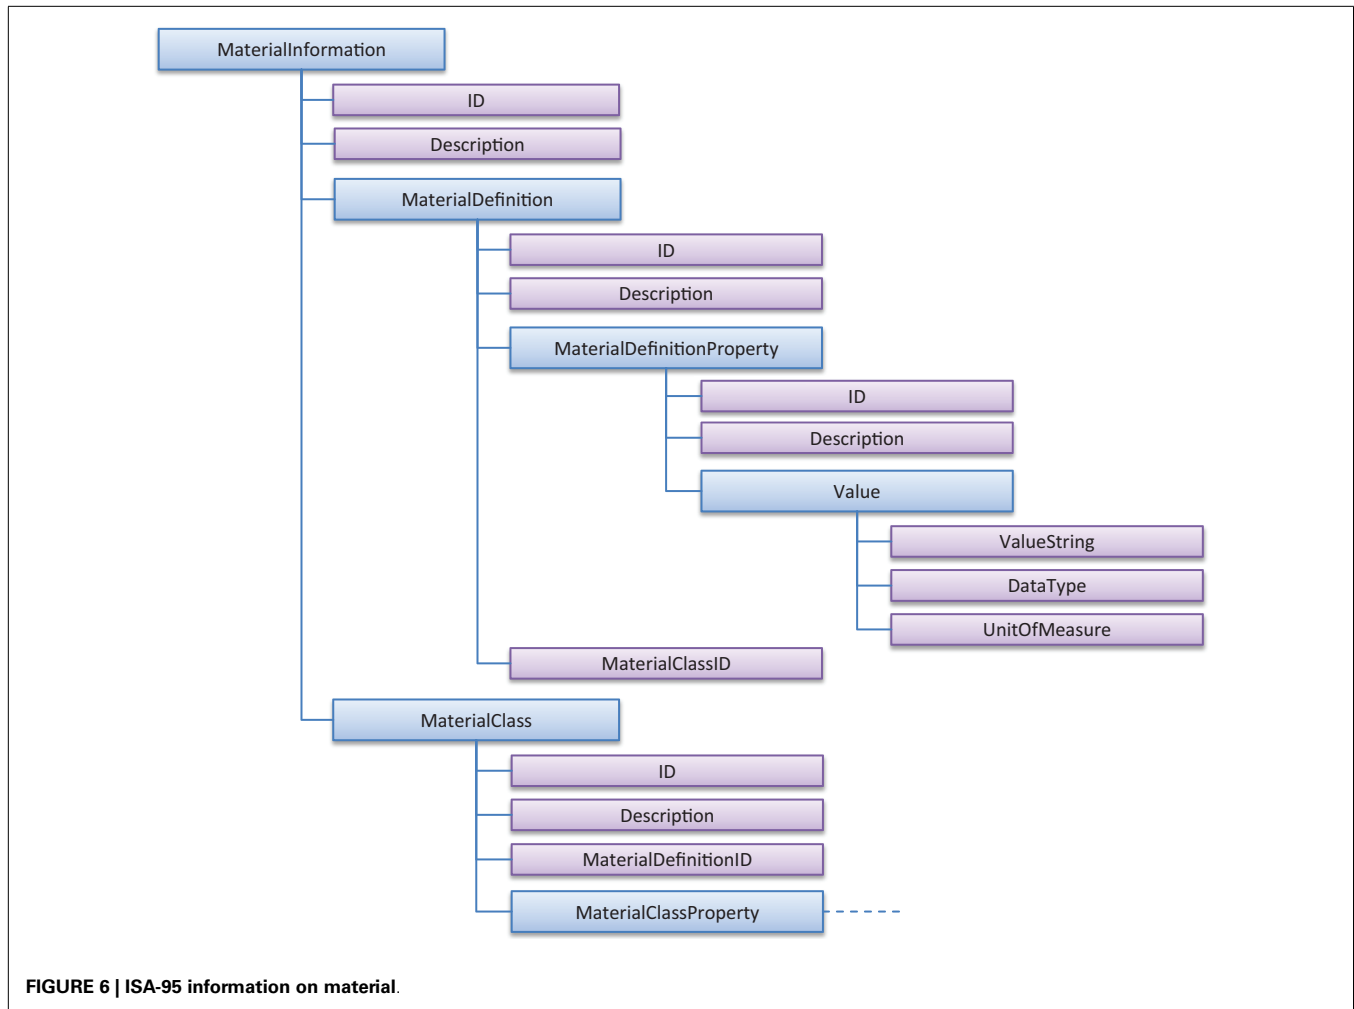 MaterialInformation
ID
Description
MaterialDefinition
ID
Description
MaterialDefinitionProperty
ID
Description
Value
ValueString
DataType
UnitOfMeasure
MaterialClassID
MaterialClass
ID
Description
MaterialDefinitionID
MaterialClassProperty
FIGURE 6 | ISA-95 information on material.